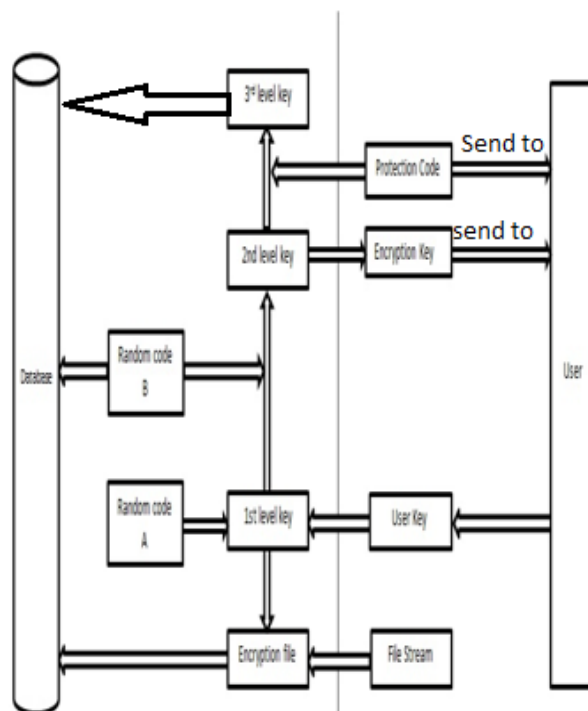 3rd level key
Send to
Protection Code
send to
2nd level key
Encryption Key
Random code
B
Database
User
Random code
A
1st level key
User Key
Encryption file
File Stream